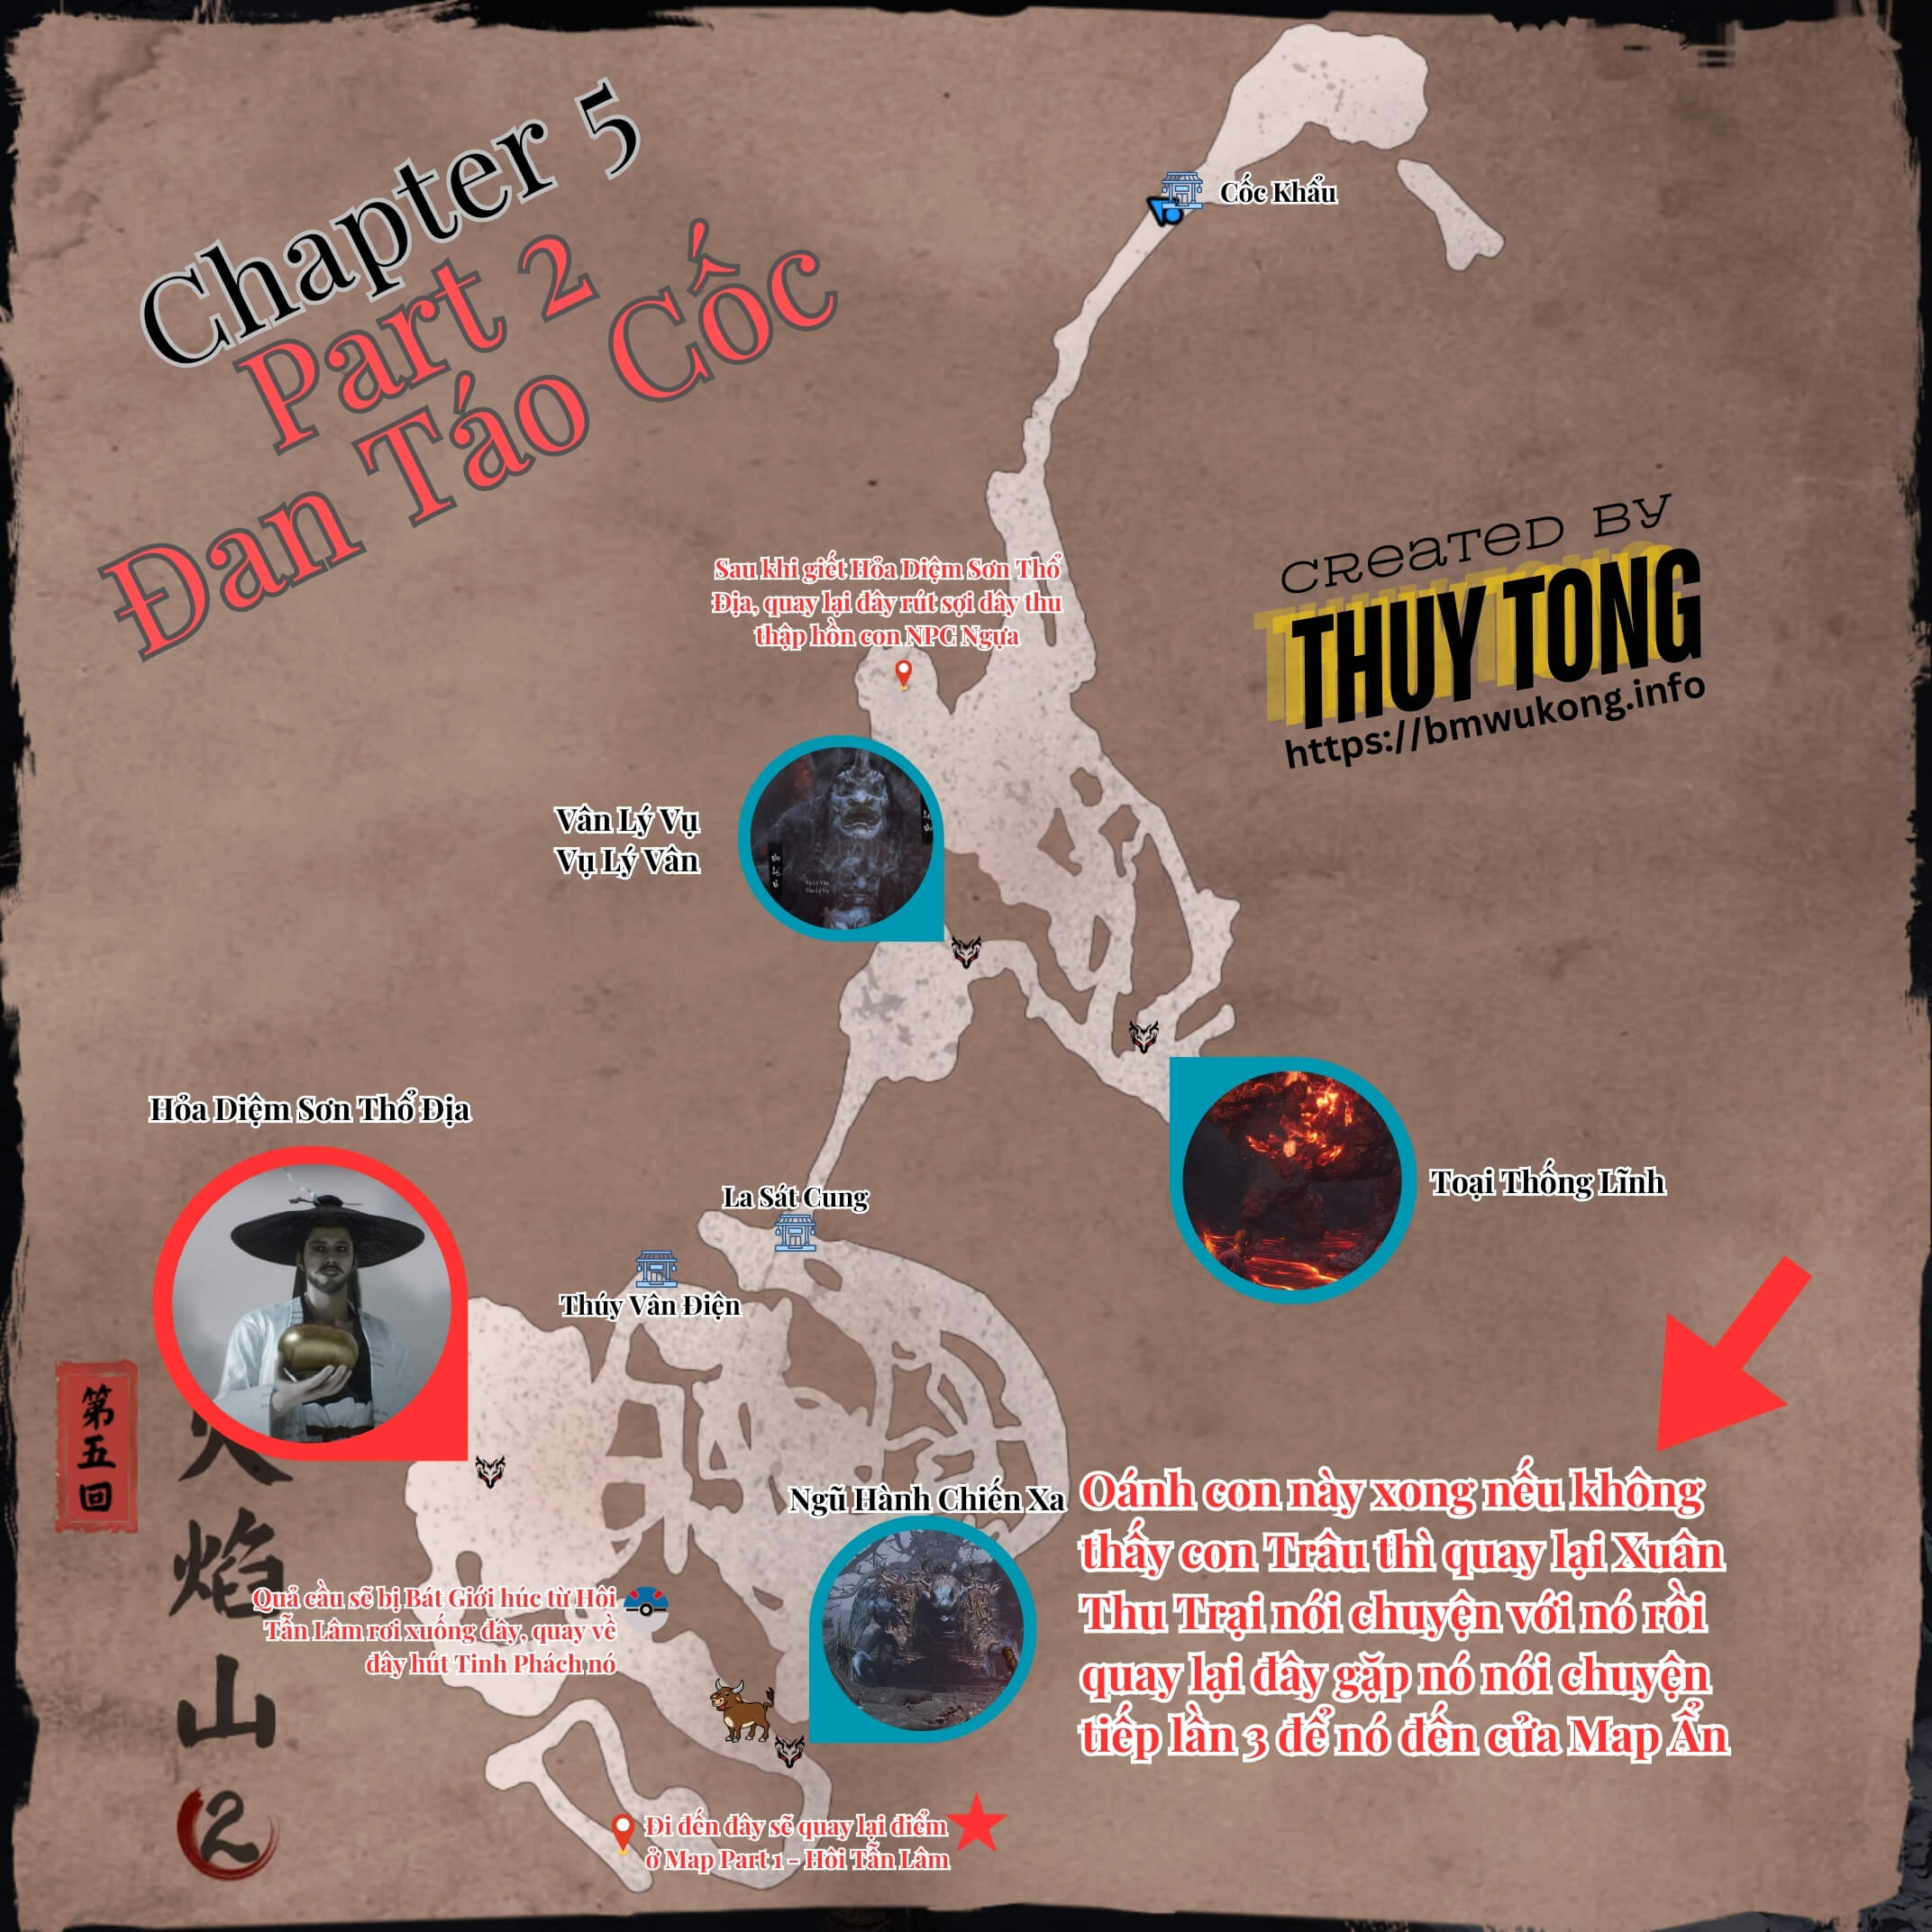 Chapter 5
Part 2
Đan Táo Cốc
Cốc Khẩu
CREATED BY
THUY TONG
https://bmwukong.info
Sau khi giết Hỏa Diệm Sơn Thổ
Địa, quay lại đây rút sợi dây thu
thập hồn con NPC Ngựa
Vân Lý Vụ
Vụ Lý Vân
Vụ Lý Vân
Vân Lý Vụ
Hỏa Diệm Sơn Thổ Địa
Toại Thống Lĩnh
La Sát Cung
Thúy Vân Điện
第五回
火焰山
2
Ngũ Hành Chiến Xa
Oánh con này xong nếu không
thấy con Trâu thì quay lại Xuân
Thu Trại nói chuyện với nó rồi
quay lại đây gặp nó nói chuyện
tiếp lần 3 để nó đến cửa Map Ẩn
Quả cầu sẽ bị Bát Giới húc từ Hôi
Tẫn Lâm rơi xuống đây, quay về
đây hút Tinh Phách nó
Đi đến đây sẽ quay lại điểm
ở Map Part 1 - Hôi Tẫn Lâm